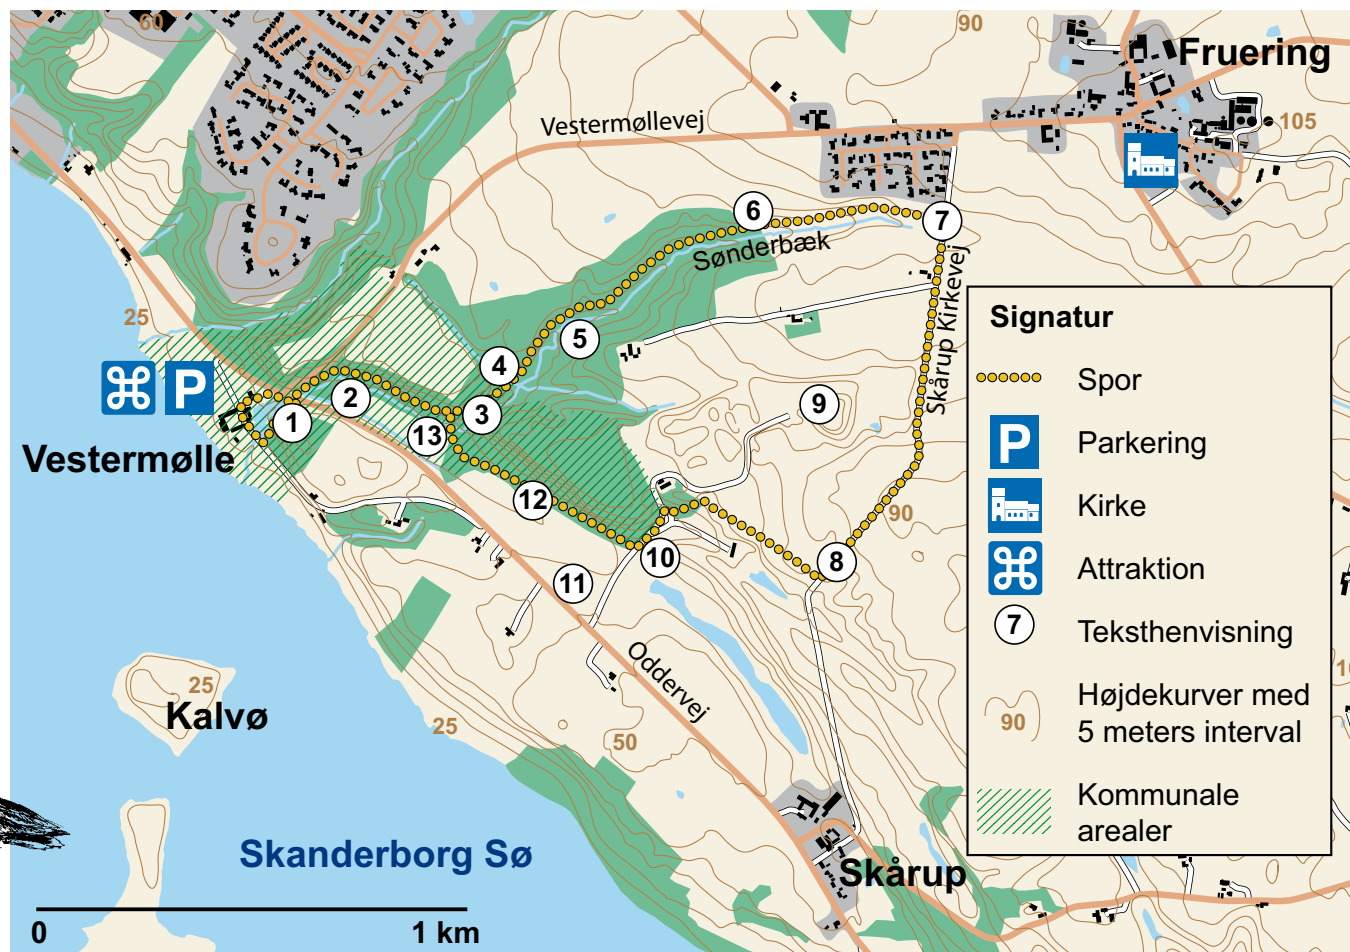 60
90
Fruering
105
Vestermøllevej
6
7
Sønderbæk
Skårup Kirkevej
25
4
5
P
1
2
3
13
9
Vestermølle
12
90
10
8
11
Oddervej
25
Kalvø
25
50
Skanderborg Sø
Skårup
0
1 km
Signatur
Spor
P
Parkering
Kirke
Attraktion
7
Teksthenvisning
90
Højdekurver med
5 meters interval
Kommunale
arealer
90